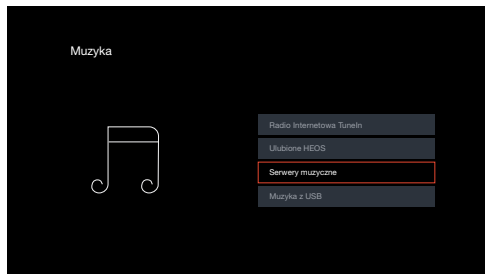 Muzyka
Radio Internetowa TuneIn
Ulubione HEOS
Serwery muzyczne
Muzyka z USB